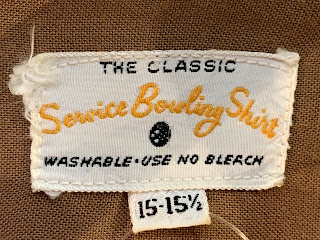 THE CLASSIC
Service Bowling Shirt
WASHABLE • USE NO BLEACH
15-15½